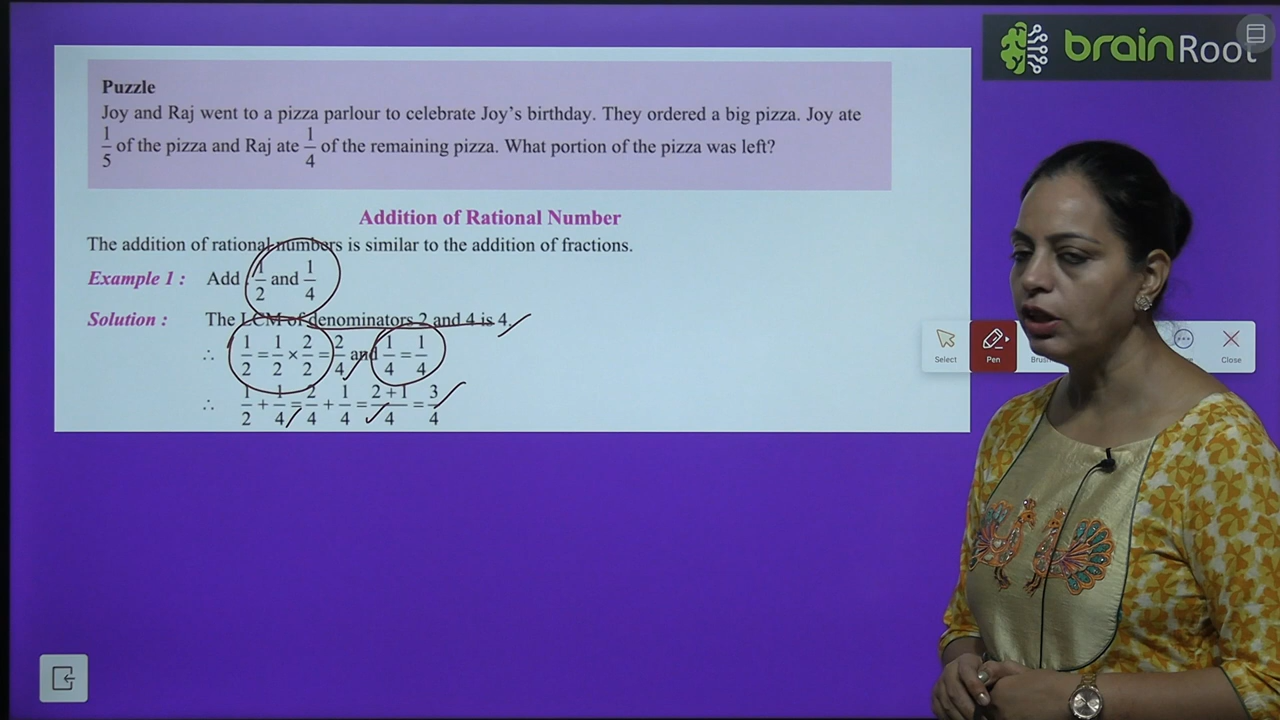 brainRoot
Puzzle
Joy and Raj went to a pizza parlour to celebrate Joy's birthday. They ordered a big pizza. Joy ate
1/5 of the pizza and Raj ate 1/4 of the remaining pizza. What portion of the pizza was left?
Addition of Rational Number
The addition of rational numbers is similar to the addition of fractions.
Example 1 : Add 1/2 and 1/4
Solution : The LCM of denominators 2 and 4 is 4.
∴ 1/2 = 1/2 × 2/2 = 2/4 and 1/4 = 1/4
∴ 1/2 + 1/4 = 2/4 + 1/4 = (2 + 1)/4 = 3/4
Select Pen Close